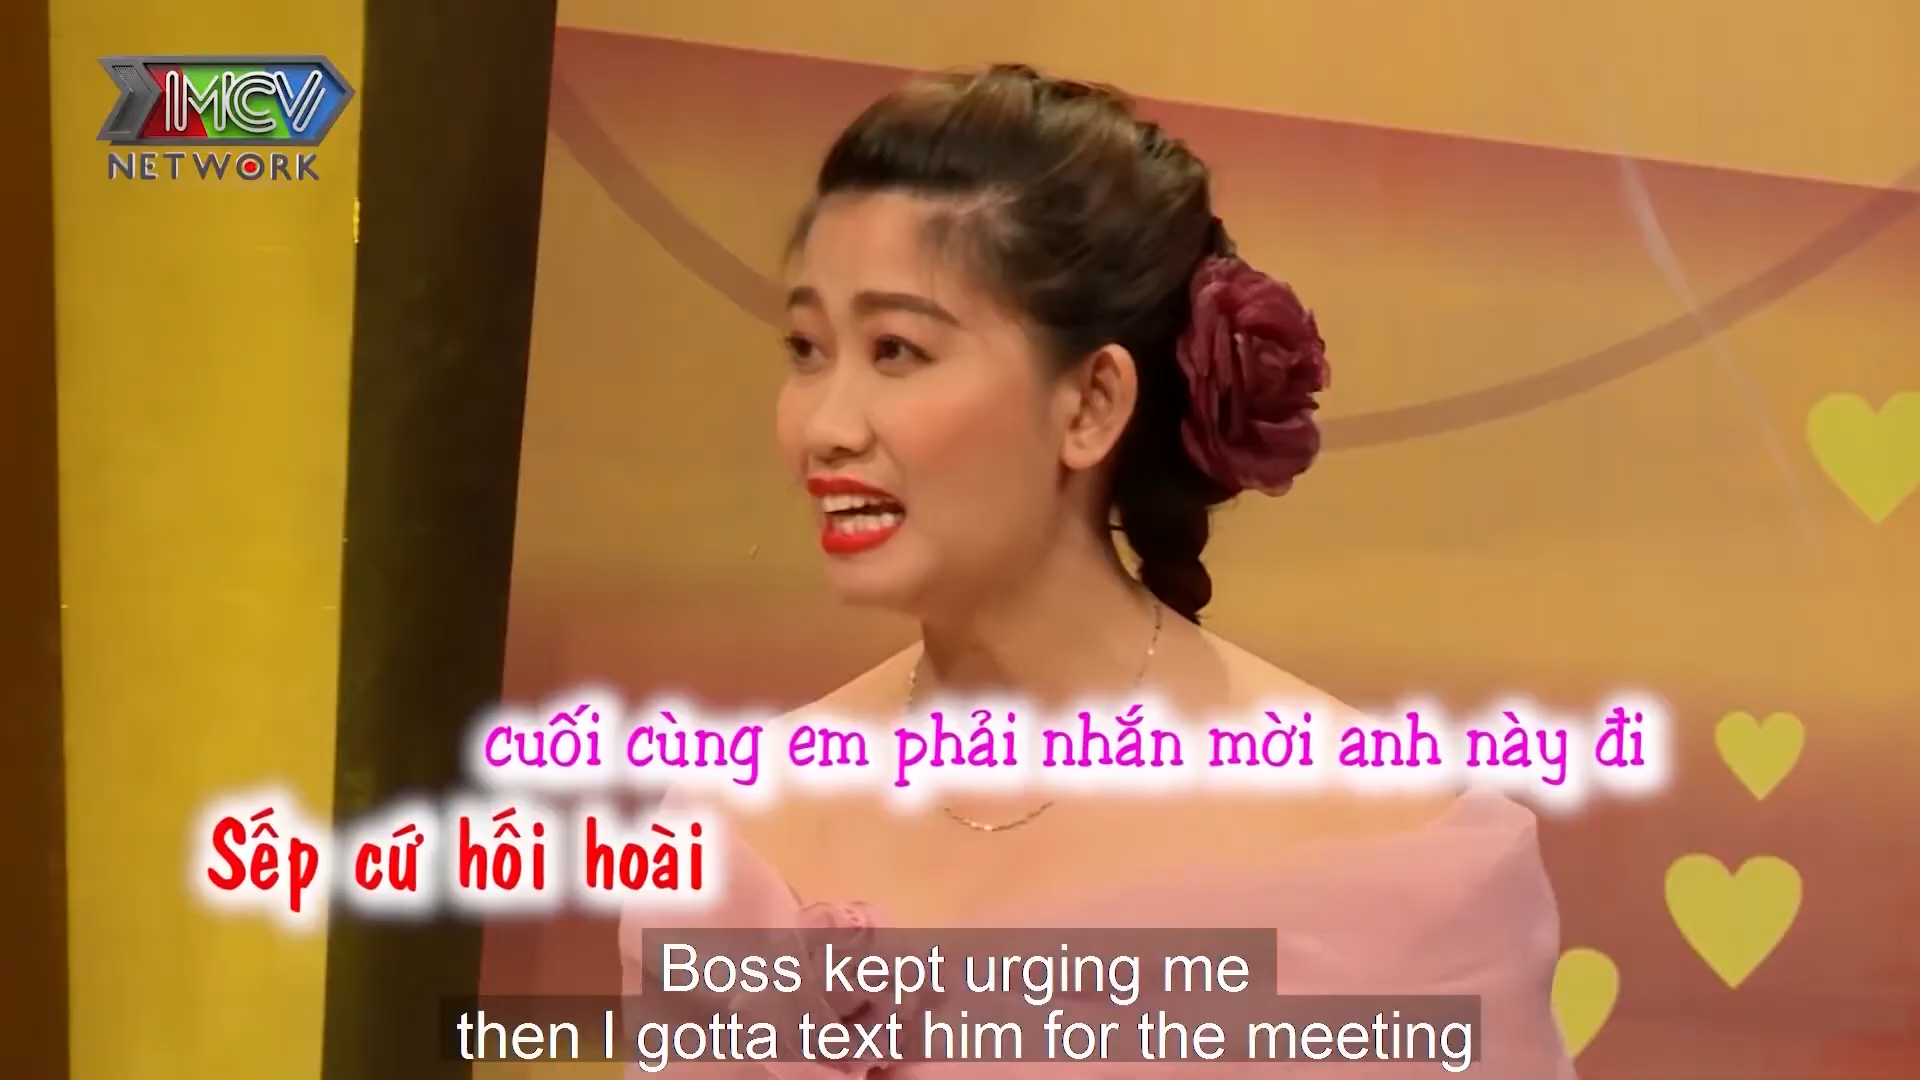 MCV
NETWORK
cuối cùng em phải nhắn mời anh này đi
Sếp cứ hối hoài
Boss kept urging me
then I gotta text him for the meeting